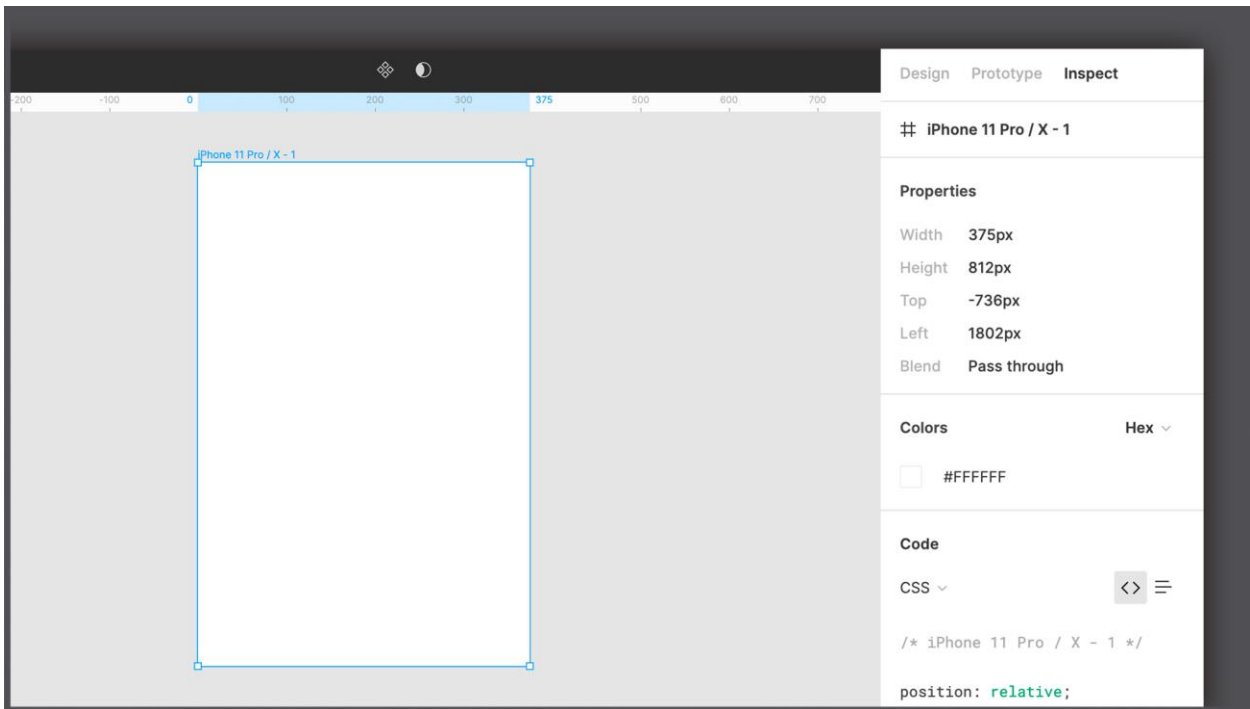 Design Prototype Inspect
-200 -100 0 100 200 300 375 500 600 700
iPhone 11 Pro / X - 1
iPhone 11 Pro / X - 1
Properties
Width 375px
Height 812px
Top -736px
Left 1802px
Blend Pass through
Colors Hex
#FFFFFF
Code
CSS
/* iPhone 11 Pro / X - 1 */
position: relative;